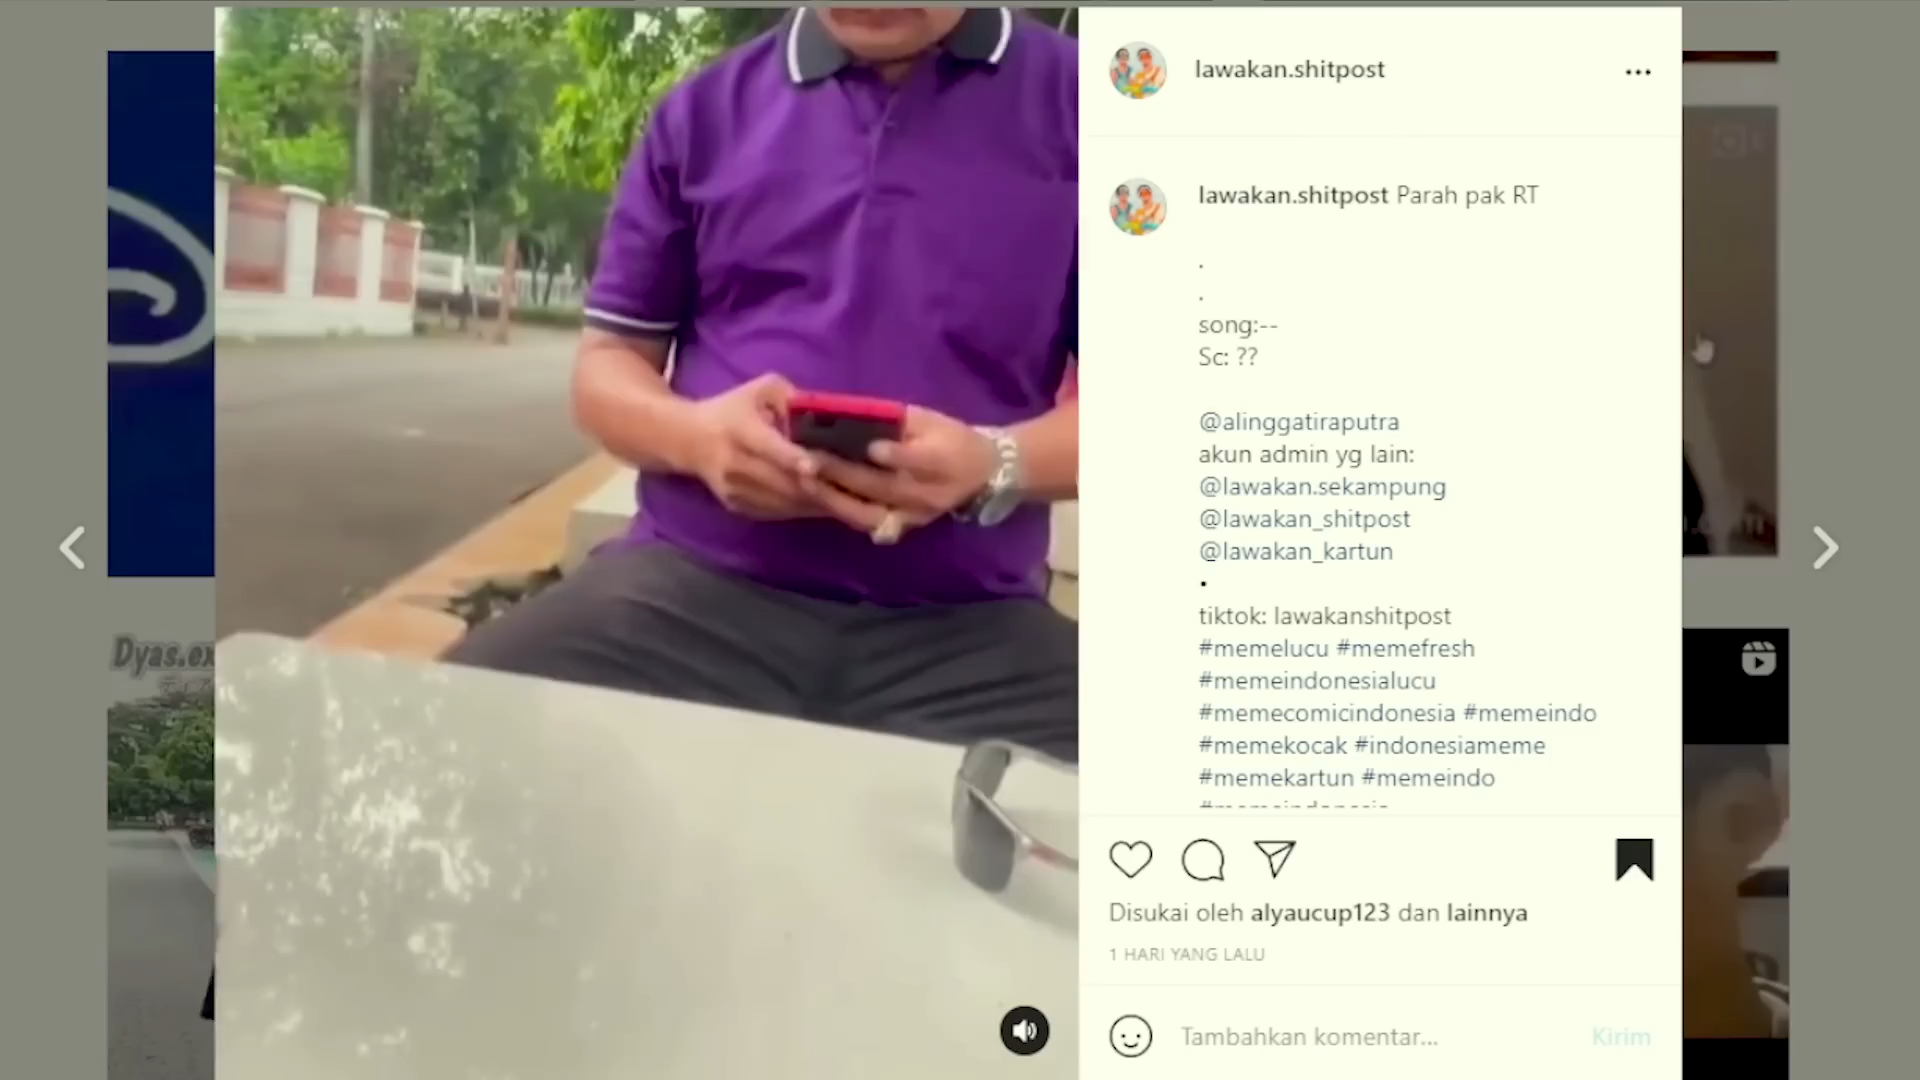 lawakan.shitpost
lawakan.shitpost Parah pak RT
.
.
song:--
Sc: ??
@alinggatiraputra
akun admin yg lain:
@lawakan.sekampung
@lawakan_shitpost
@lawakan_kartun
.
tiktok: lawakanshitpost
#memelucu #memefresh
#memeindonesialucu
#memecomicindonesia #memeindo
#memekocak #indonesiameme
#memekartun #memeindo
Disukai oleh alyaucup123 dan lainnya
1 HARI YANG LALU
Tambahkan komentar...
Kirim